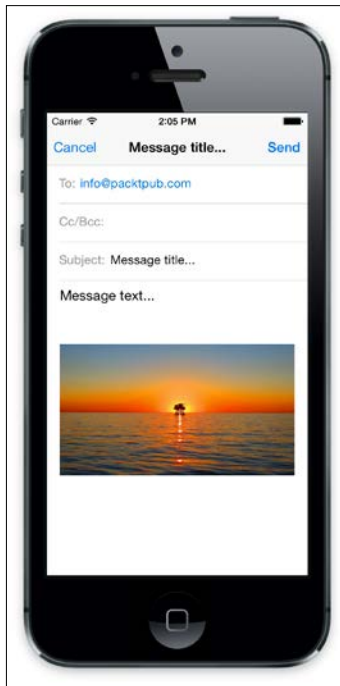 Carrier 2:05 PM
Cancel Message title... Send
To: info@packtpub.com
Cc/Bcc:
Subject: Message title...
Message text...